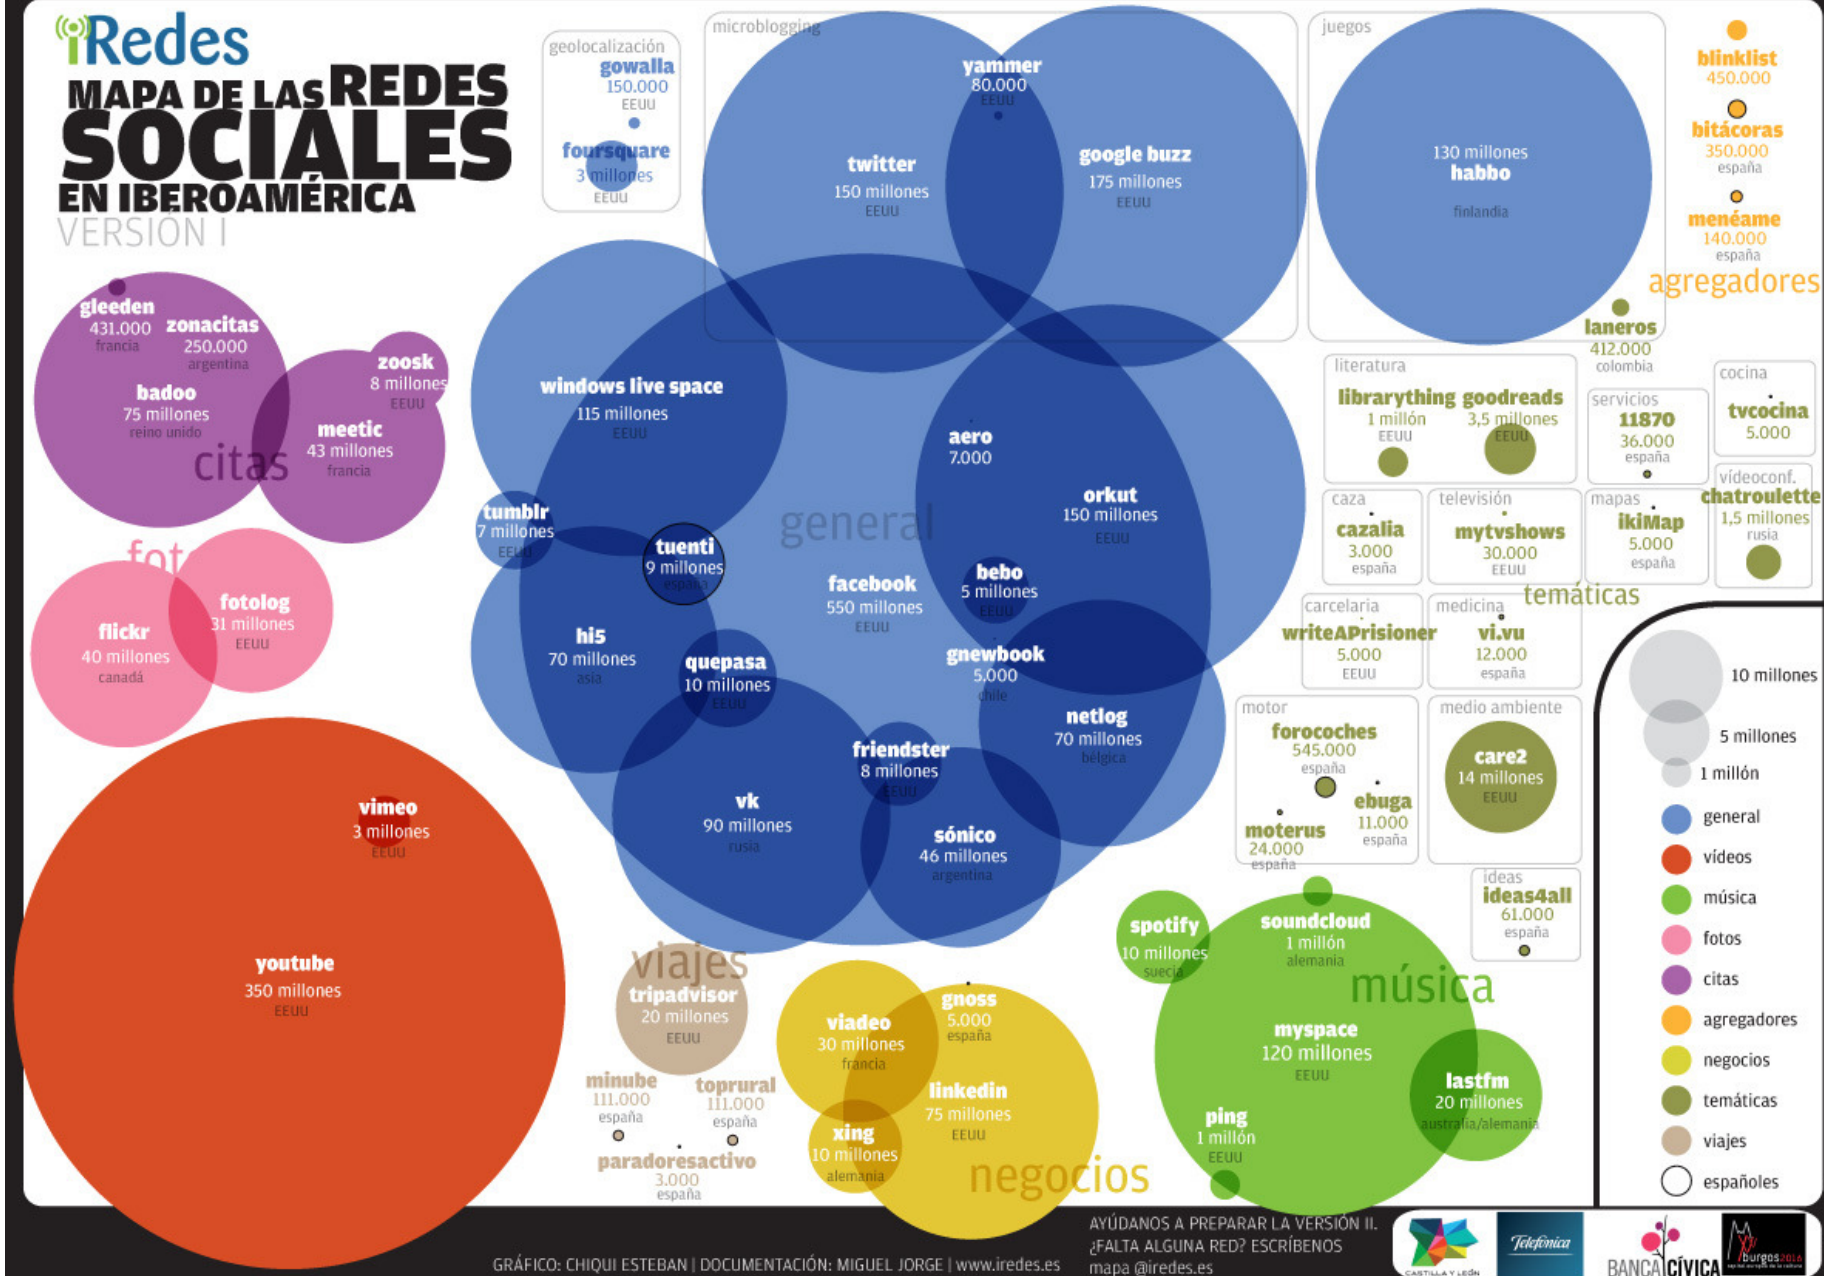 iRedes
MAPA DE LAS REDES
SOCIALES
EN IBEROAMÉRICA
VERSIÓN I
geolocalización
gowalla
150.000
EEUU
foursquare
3 millones
EEUU
microblogging
yammer
80.000
EEUU
twitter
150 millones
EEUU
google buzz
175 millones
EEUU
juegos
130 millones
habbo
finlandia
blinklist
450.000
bitácoras
350.000
españa
menéame
140.000
españa
agregadores
gleeden
431.000
francia
zonacitas
250.000
argentina
badoo
75 millones
reino unido
zoosk
8 millones
EEUU
meetic
43 millones
francia
citas
windows live space
115 millones
EEUU
tumblr
7 millones
EEUU
tuenti
9 millones
españa
general
aero
7.000
orkut
150 millones
EEUU
facebook
550 millones
EEUU
bebo
5 millones
EEUU
hi5
70 millones
asia
quepasa
10 millones
EEUU
gnewbook
5.000
chile
netlog
70 millones
bélgica
friendster
8 millones
EEUU
vk
90 millones
rusia
sónico
46 millones
argentina
laneros
412.000
colombia
literatura
librarything
1 millón
EEUU
goodreads
3,5 millones
EEUU
servicios
11870
36.000
españa
cocina
tvcocina
5.000
caza
cazalia
3.000
españa
televisión
mytvshows
30.000
EEUU
mapas
ikiMap
5.000
españa
vídeoconf.
chatroulette
1,5 millones
rusia
temáticas
carcelaria
writeAPrisioner
5.000
EEUU
medicina
vi.vu
12.000
españa
motor
forocoches
545.000
españa
ebuga
11.000
españa
moterus
24.000
españa
medio ambiente
care2
14 millones
EEUU
ideas
ideas4all
61.000
españa
fot
flickr
40 millones
canadá
fotolog
31 millones
EEUU
vimeo
3 millones
EEUU
youtube
350 millones
EEUU
viajes
tripadvisor
20 millones
EEUU
minube
111.000
españa
toprural
111.000
españa
paradoresactivo
3.000
españa
viadeo
30 millones
francia
gnoss
5.000
españa
linkedin
75 millones
EEUU
xing
10 millones
alemania
negocios
spotify
10 millones
suecia
soundcloud
1 millón
alemania
música
myspace
120 millones
EEUU
lastfm
20 millones
australia/alemania
ping
1 millón
EEUU
10 millones
5 millones
1 millón
general
vídeos
música
fotos
citas
agregadores
negocios
temáticas
viajes
españoles
GRÁFICO: CHIQUI ESTEBAN | DOCUMENTACIÓN: MIGUEL JORGE | www.iredes.es
AYÚDANOS A PREPARAR LA VERSIÓN II.
¿FALTA ALGUNA RED? ESCRÍBENOS
mapa @iredes.es
CASTILLA Y LEÓN
Telefónica
BANCA CÍVICA
burgos2016